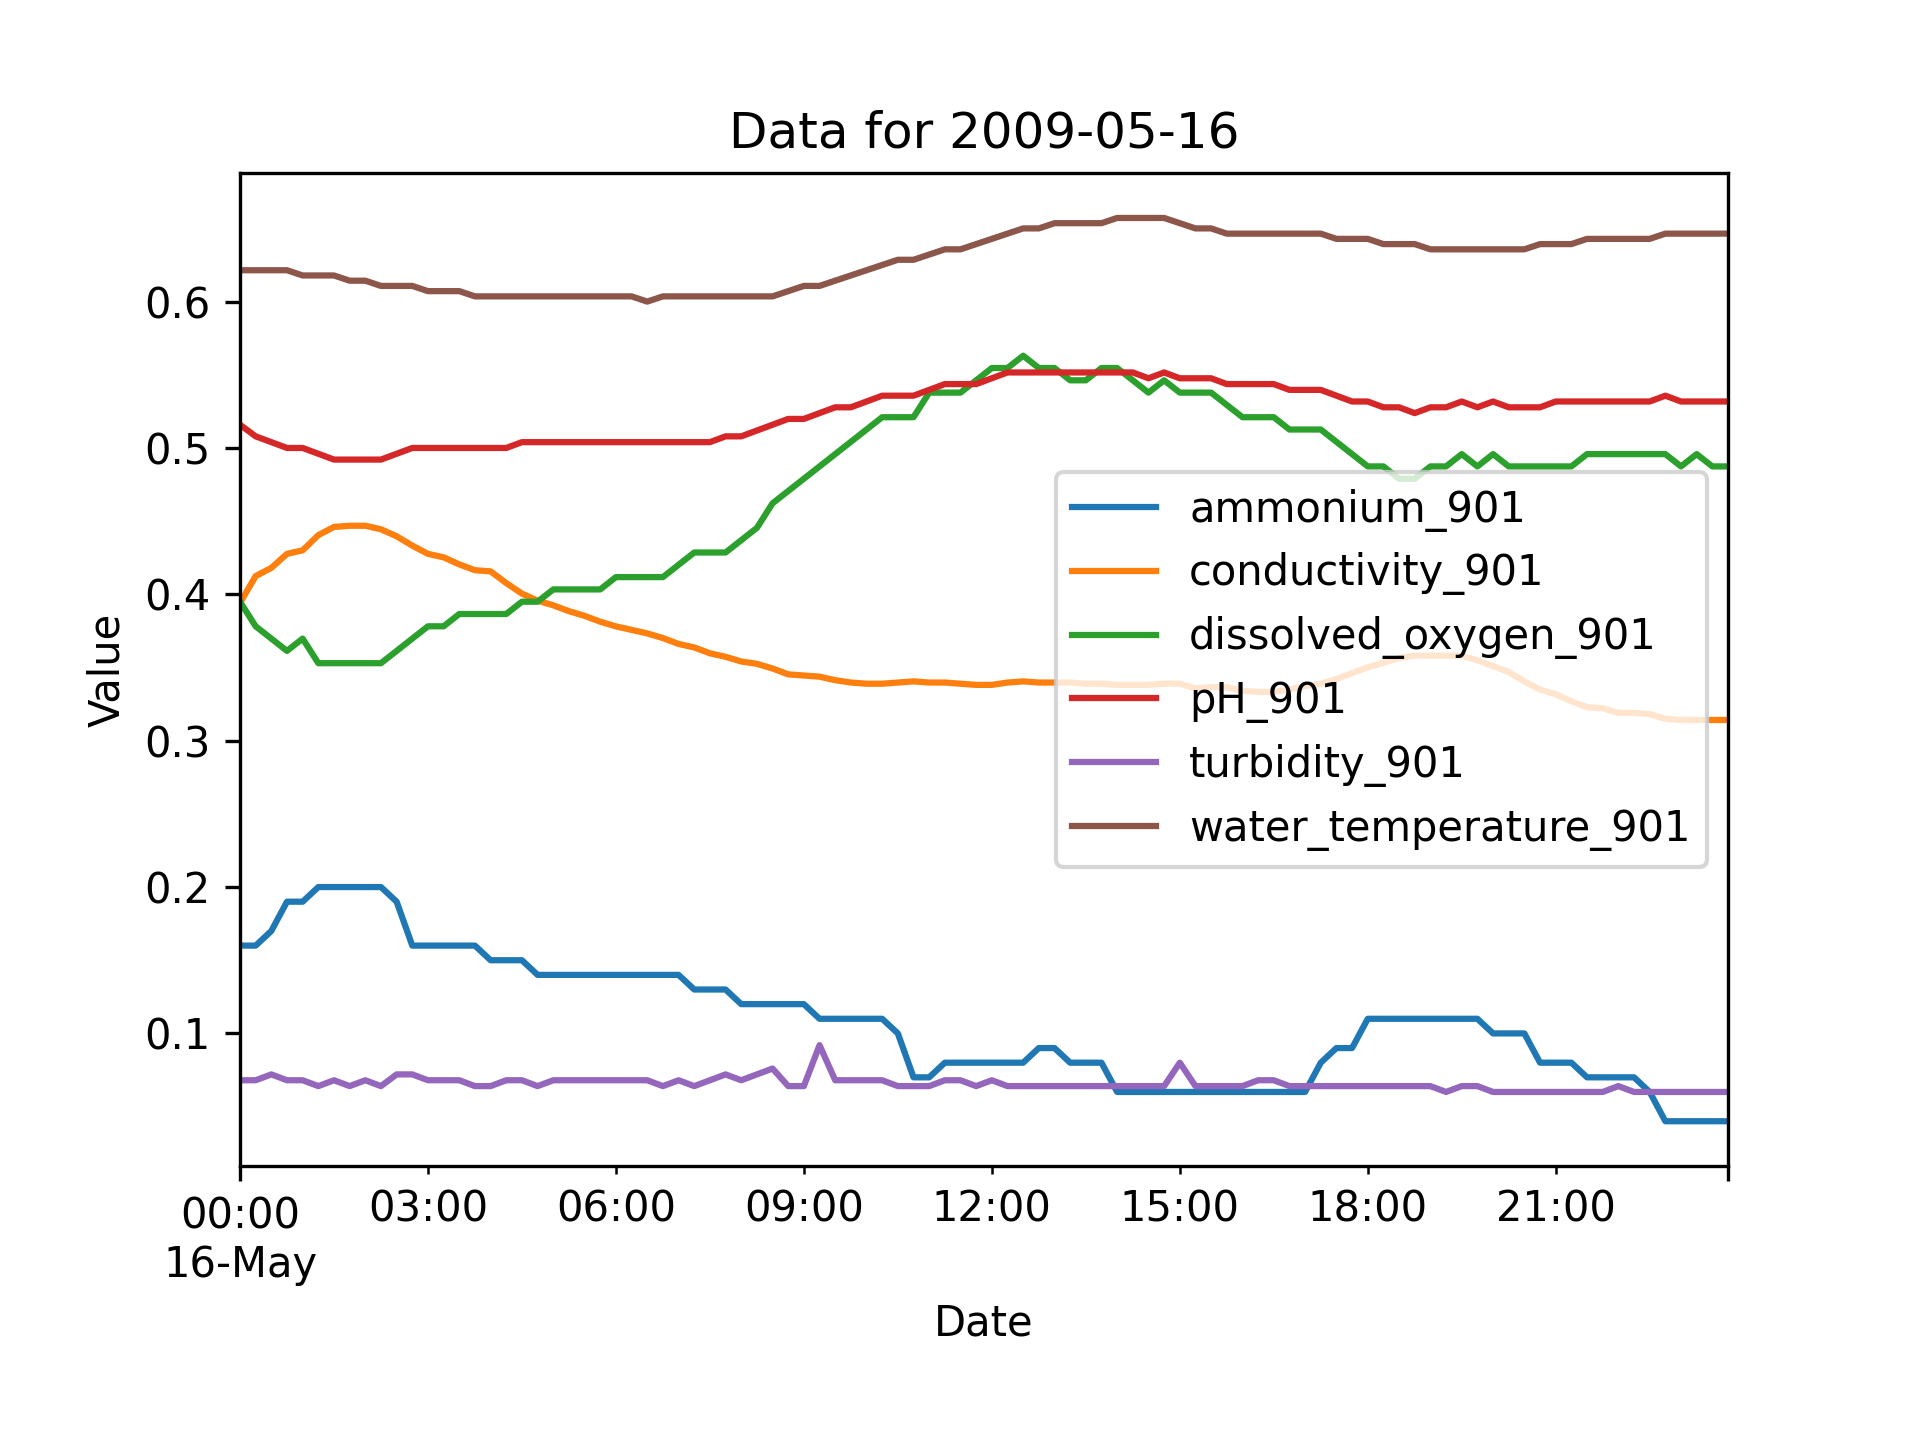 Data for 2009-05-16
Value
0.6
0.5
0.4
0.3
0.2
0.1
ammonium_901
conductivity_901
dissolved_oxygen_901
pH_901
turbidity_901
water_temperature_901
00:00 03:00 06:00 09:00 12:00 15:00 18:00 21:00
16-May
Date